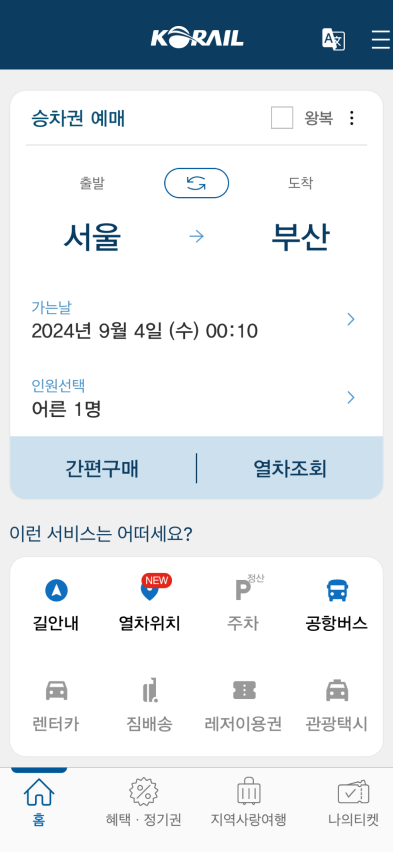 KORAIL
승차권 예매
왕복
출발
도착
서울 → 부산
가는날
2024년 9월 4일 (수) 00:10
인원선택
어른 1명
간편구매
열차조회
이런 서비스는 어떠세요?
NEW
P정산
길안내
열차위치
주차
공항버스
렌터카
짐배송
레저이용권
관광택시
홈
혜택 · 정기권
지역사랑여행
나의티켓